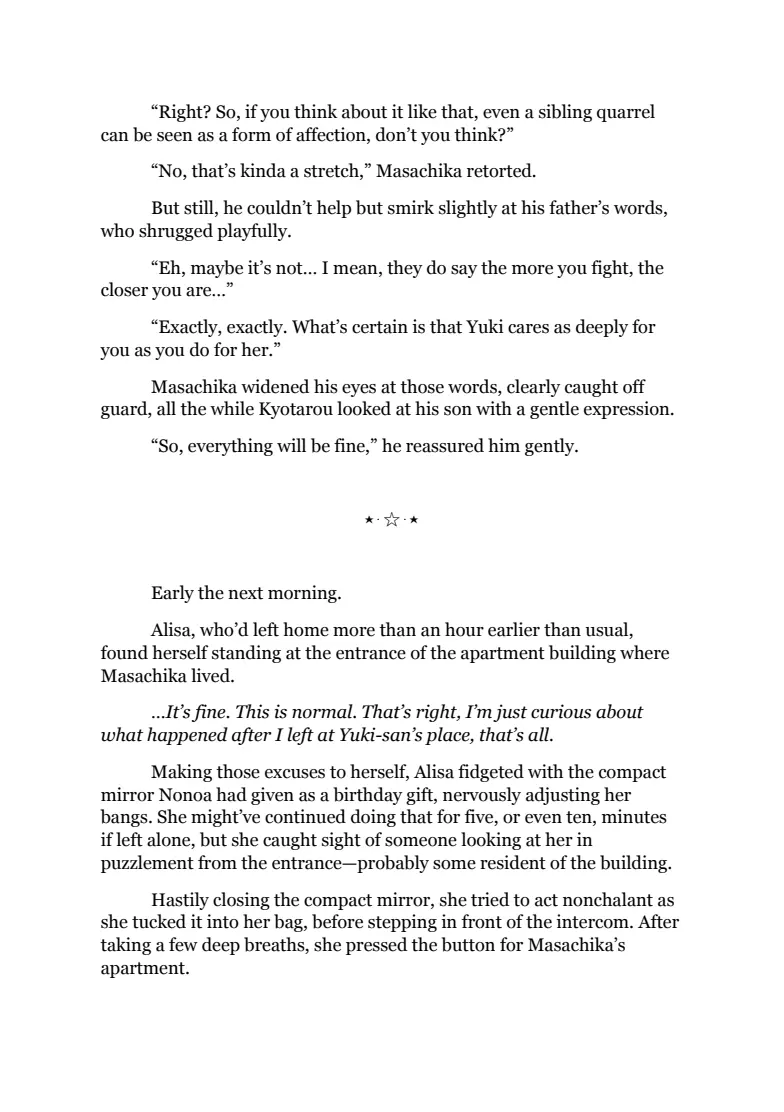 “Right? So, if you think about it like that, even a sibling quarrel
can be seen as a form of affection, don’t you think?”
“No, that’s kinda a stretch,” Masachika retorted.
But still, he couldn’t help but smirk slightly at his father’s words,
who shrugged playfully.
“Eh, maybe it’s not... I mean, they do say the more you fight, the
closer you are...”
“Exactly, exactly. What’s certain is that Yuki cares as deeply for
you as you do for her.”
Masachika widened his eyes at those words, clearly caught off
guard, all the while Kyotarou looked at his son with a gentle expression.
“So, everything will be fine,” he reassured him gently.
★ · ☆ · ★
Early the next morning.
Alisa, who’d left home more than an hour earlier than usual,
found herself standing at the entrance of the apartment building where
Masachika lived.
...It’s fine. This is normal. That’s right, I’m just curious about
what happened after I left at Yuki-san’s place, that’s all.
Making those excuses to herself, Alisa fidgeted with the compact
mirror Nonoa had given as a birthday gift, nervously adjusting her
bangs. She might’ve continued doing that for five, or even ten, minutes
if left alone, but she caught sight of someone looking at her in
puzzlement from the entrance—probably some resident of the building.
Hastily closing the compact mirror, she tried to act nonchalant as
she tucked it into her bag, before stepping in front of the intercom. After
taking a few deep breaths, she pressed the button for Masachika’s
apartment.